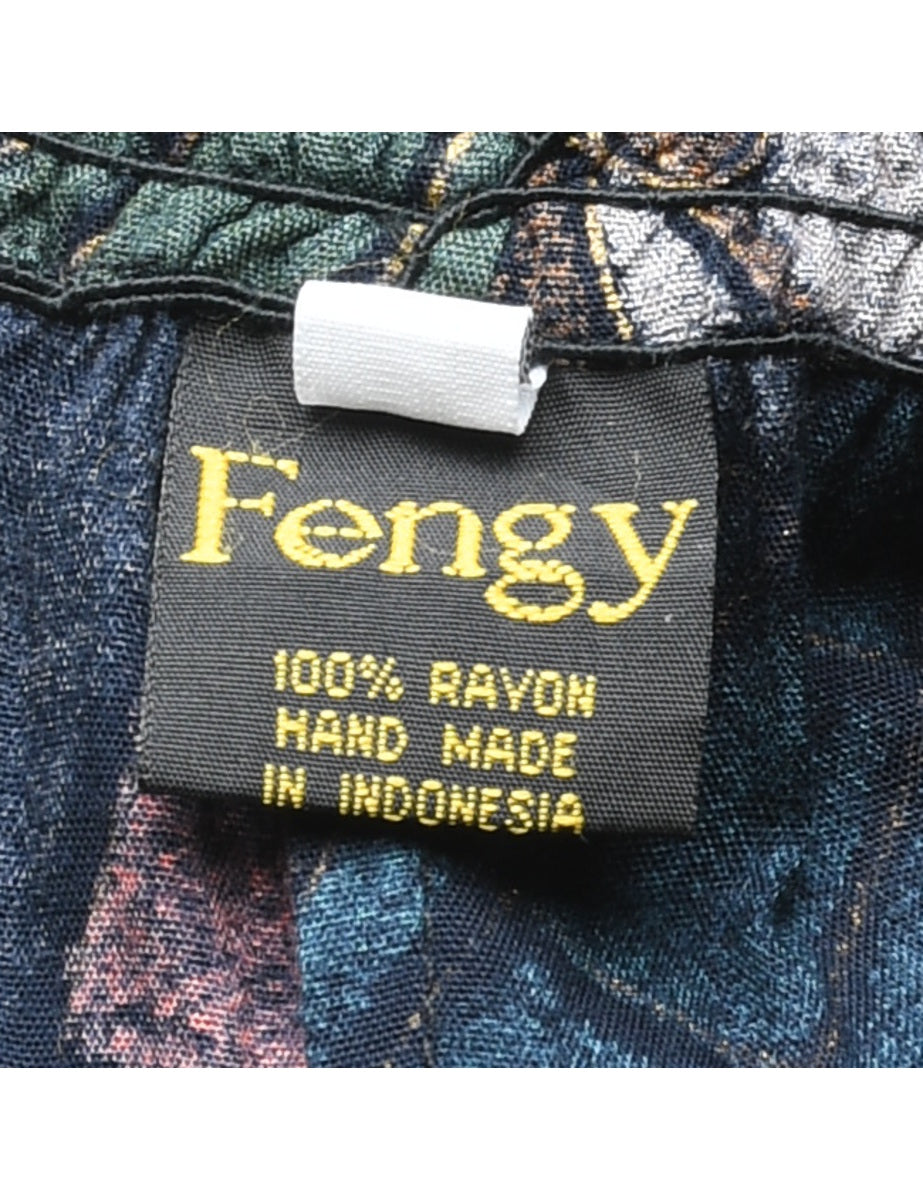 Fengy
100% RAYON
HAND MADE
IN INDONESIA